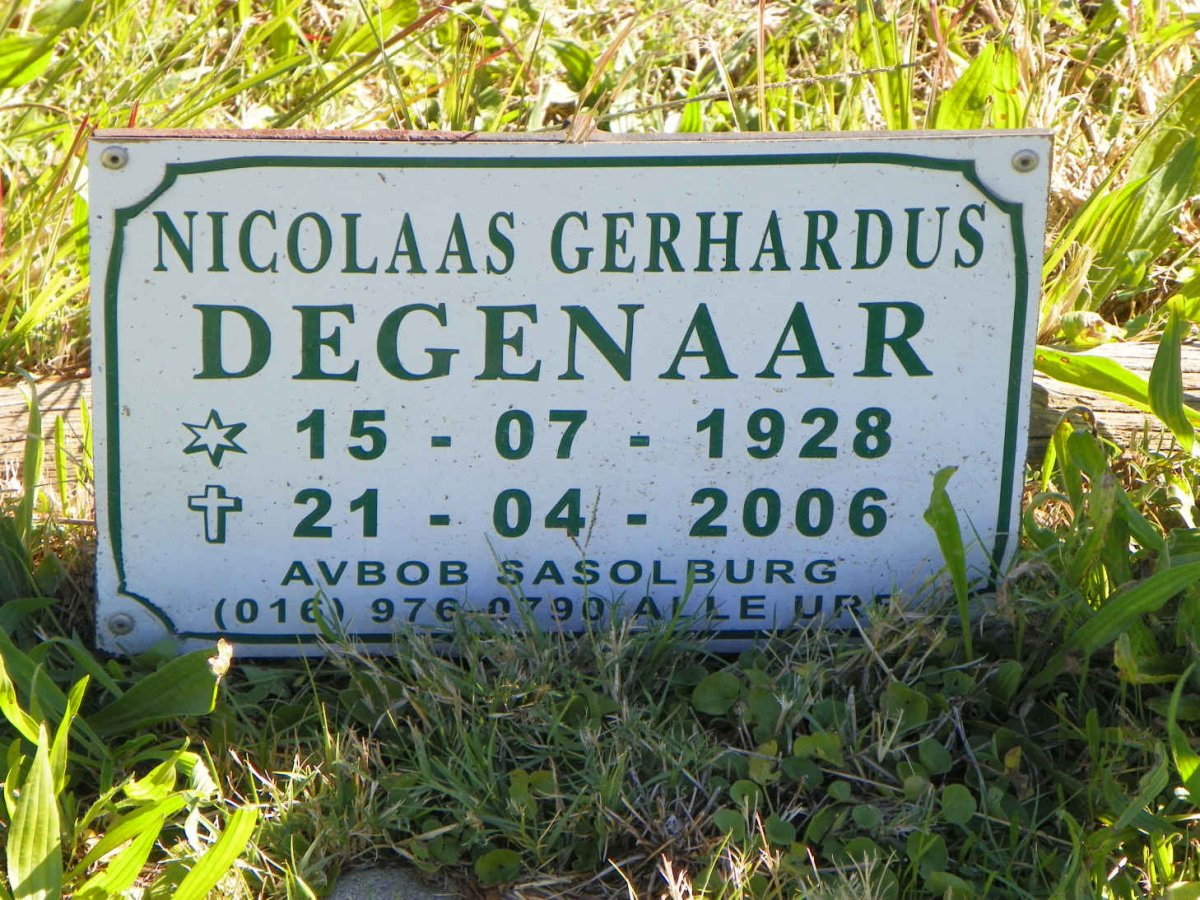 NICOLAAS GERHARDUS
DEGENAAR
15 - 07 - 1928
21 - 04 - 2006
AVBOB SASOLBURG
(016) 976-0790 ALLE URE